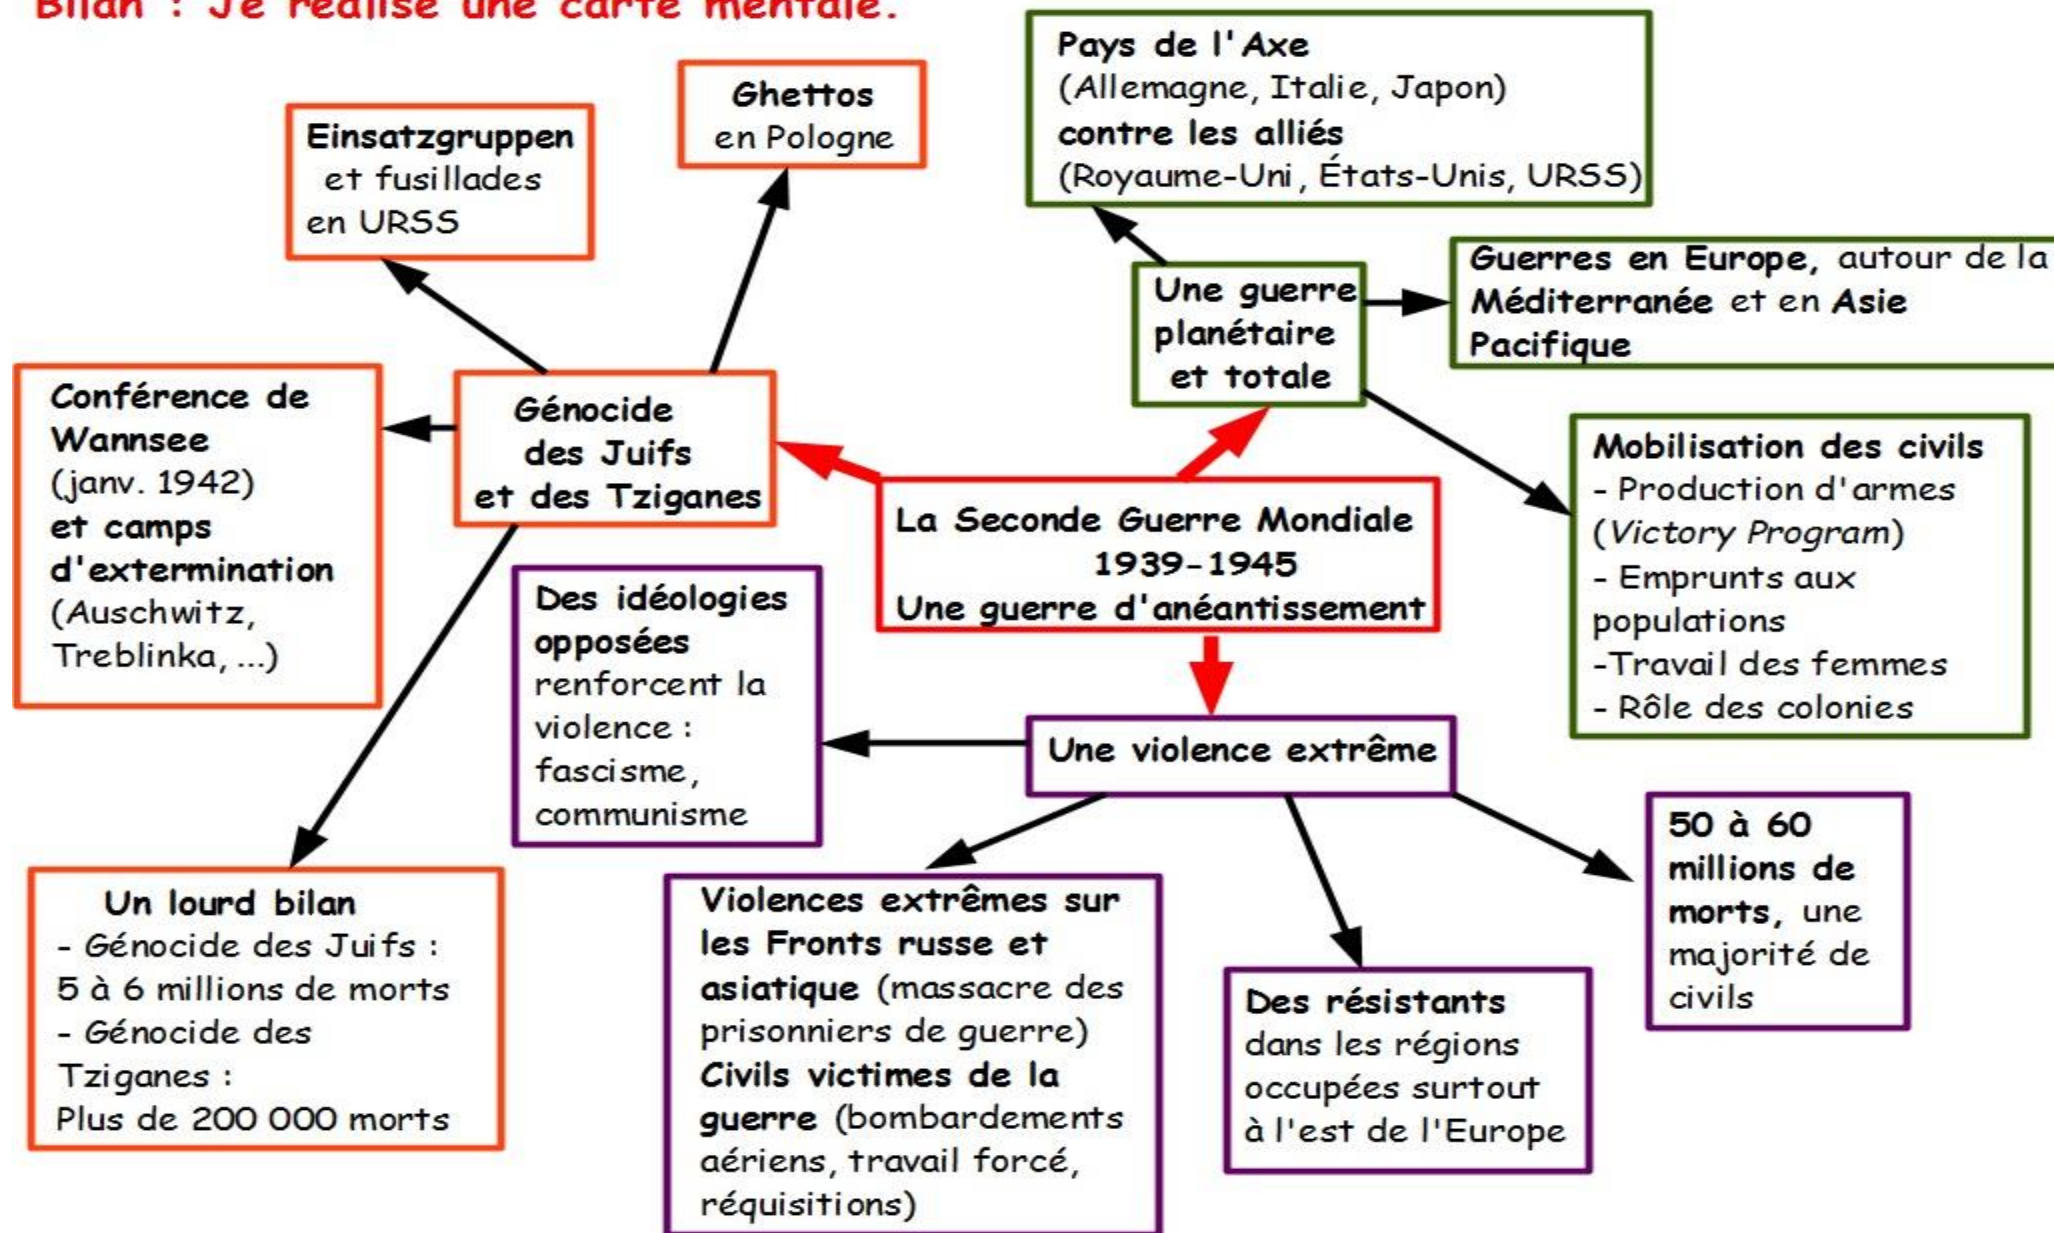 Bilan : Je réalise une carte mentale.
Pays de l'Axe
(Allemagne, Italie, Japon)
contre les alliés
(Royaume-Uni, États-Unis, URSS)
Ghettos
en Pologne
Einsatzgruppen
et fusillades
en URSS
Guerres en Europe, autour de la
Méditerranée et en Asie
Pacifique
Une guerre
planétaire
et totale
Conférence de
Wannsee
(janv. 1942)
et camps
d'extermination
(Auschwitz,
Treblinka, ...)
Génocide
des Juifs
et des Tziganes
Mobilisation des civils
- Production d'armes
(Victory Program)
- Emprunts aux
populations
-Travail des femmes
- Rôle des colonies
La Seconde Guerre Mondiale
1939-1945
Une guerre d'anéantissement
Des idéologies
opposées
renforcent la
violence :
fascisme,
communisme
Une violence extrême
50 à 60
millions de
morts, une
majorité de
civils
Un lourd bilan
- Génocide des Juifs :
5 à 6 millions de morts
- Génocide des
Tziganes :
Plus de 200 000 morts
Violences extrêmes sur
les Fronts russe et
asiatique (massacre des
prisonniers de guerre)
Civils victimes de la
guerre (bombardements
aériens, travail forcé,
réquisitions)
Des résistants
dans les régions
occupées surtout
à l'est de l'Europe